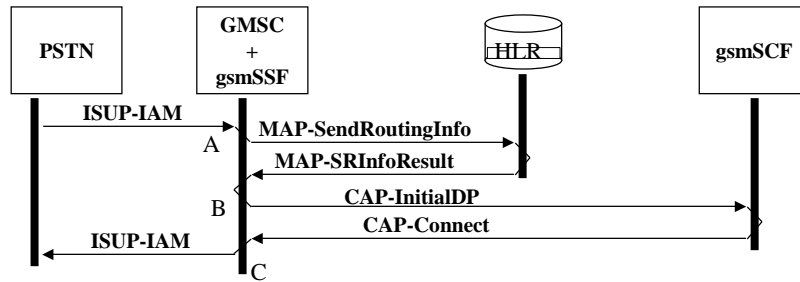 PSTN
GMSC
+
gsmSSF
HLR
gsmSCF
ISUP-IAM
A
MAP-SendRoutingInfo
MAP-SRInfoResult
B
CAP-InitialDP
CAP-Connect
ISUP-IAM
C